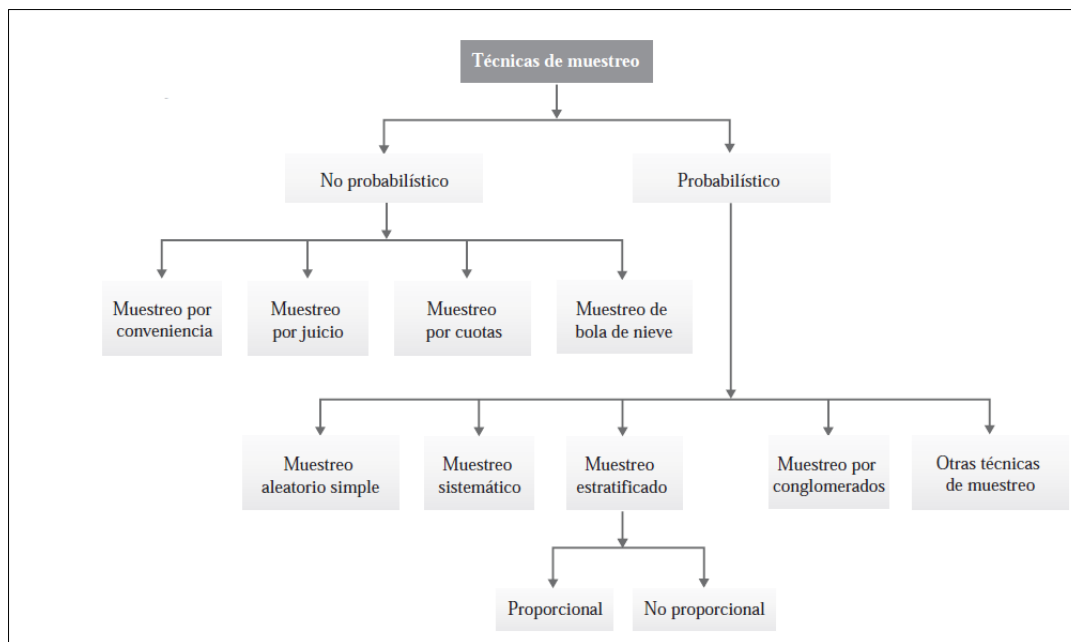 Técnicas de muestreo
No probabilístico
Probabilístico
Muestreo por
conveniencia
Muestreo
por juicio
Muestreo
por cuotas
Muestreo de
bola de nieve
Muestreo
aleatorio simple
Muestreo
sistemático
Muestreo
estratificado
Muestreo por
conglomerados
Otras técnicas
de muestreo
Proporcional
No proporcional